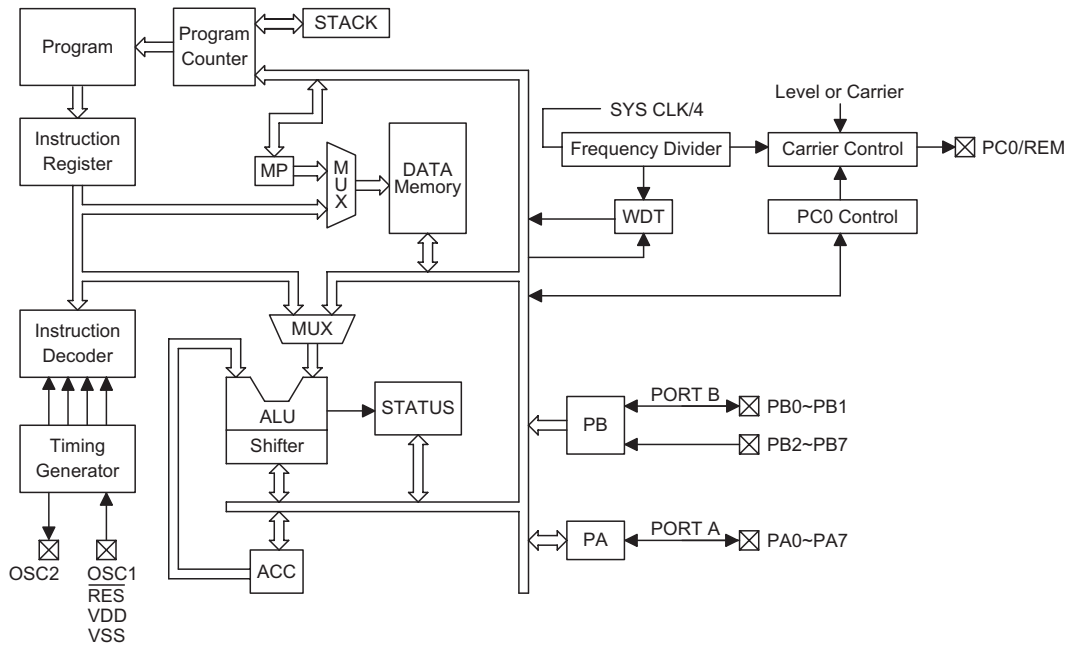 Program
Program
Counter
STACK
Instruction
Register
MP
M
U
X
DATA
Memory
SYS CLK/4
Frequency Divider
WDT
Level or Carrier
Carrier Control
PC0/REM
PC0 Control
Instruction
Decoder
MUX
ALU
Shifter
STATUS
Timing
Generator
OSC2
OSC1
RES
VDD
VSS
ACC
PB
PORT B
PB0~PB1
PB2~PB7
PA
PORT A
PA0~PA7